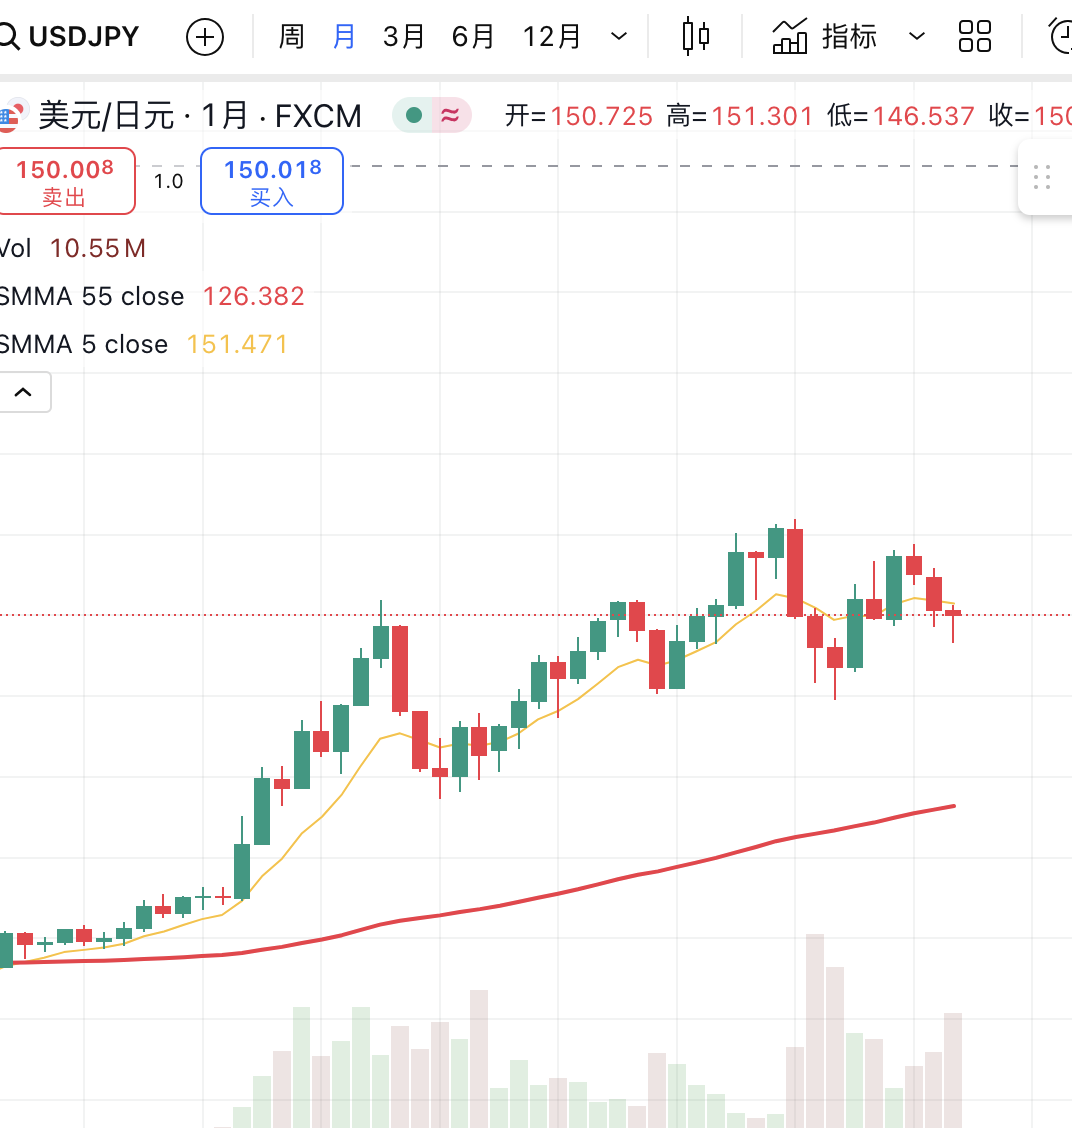 USDJPY 周 月 3月 6月 12月 指标
美元/日元 · 1月 · FXCM 开=150.725 高=151.301 低=146.537 收=150
150.008 1.0 150.018
卖出 买入
Vol 10.55M
SMMA 55 close 126.382
SMMA 5 close 151.471